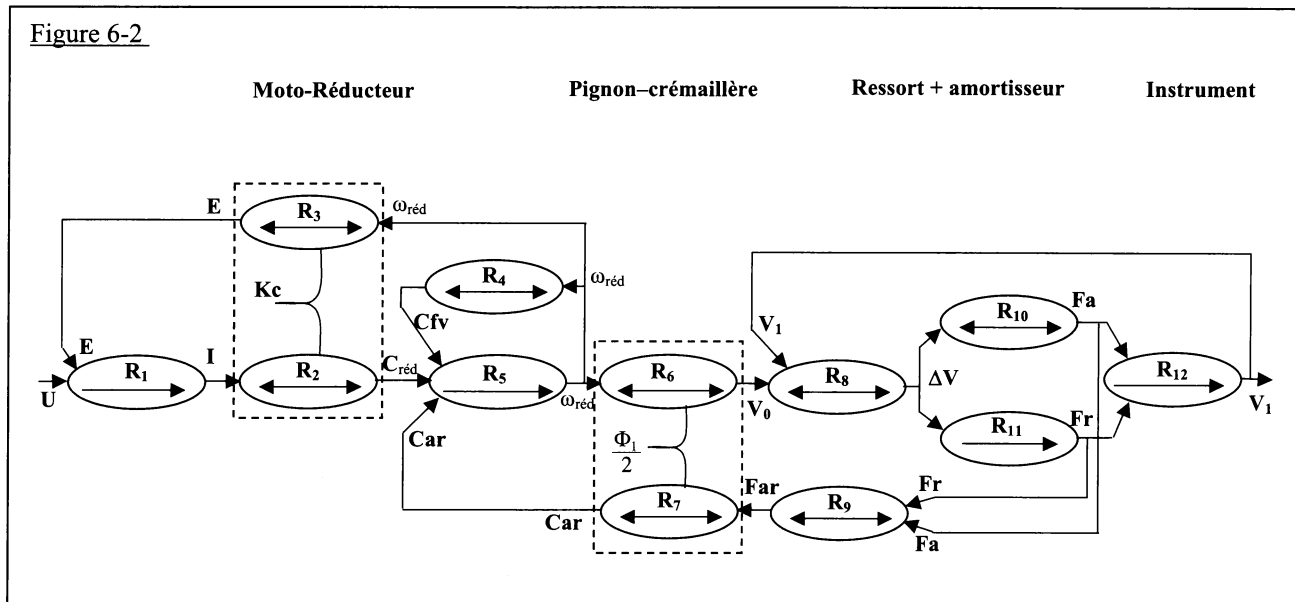 Figure 6-2
Moto-Réducteur Pignon–crémaillère Ressort + amortisseur Instrument
E R₃ ωréd
R₄ ωréd
Kc
Cfv
V₁
R₁₀ Fa
E
U R₁ I R₂ Créd R₅ ωréd R₆ V₀ R₈ ΔV R₁₂ V₁
R₁₁ Fr
Car
Φ₁
2
Car R₇ Far R₉ Fr
Fa